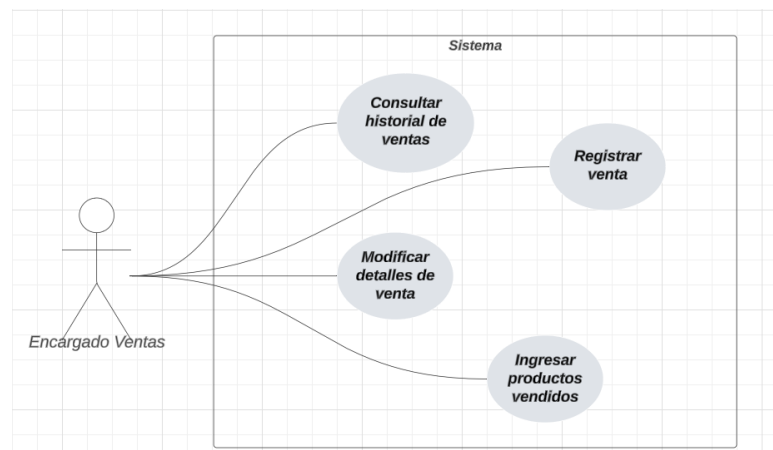 Sistema
Consultar
historial de
ventas
Registrar
venta
Modificar
detalles de
venta
Encargado Ventas
Ingresar
productos
vendidos